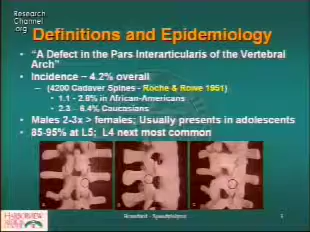 Research
Channel
.org
Definitions and Epidemiology
• "A Defect in the Pars Interarticularis of the Vertebral
Arch"
• Incidence – 4.2% overall
– (4200 Cadaver Spines - Roche & Rowe 1951)
• 1.1 - 2.8% in African-Americans
• 2.3 – 6.4% Caucasians
• Males 2-3x > females; Usually presents in adolescents
• 85-95% at L5; L4 next most common
A
B
C